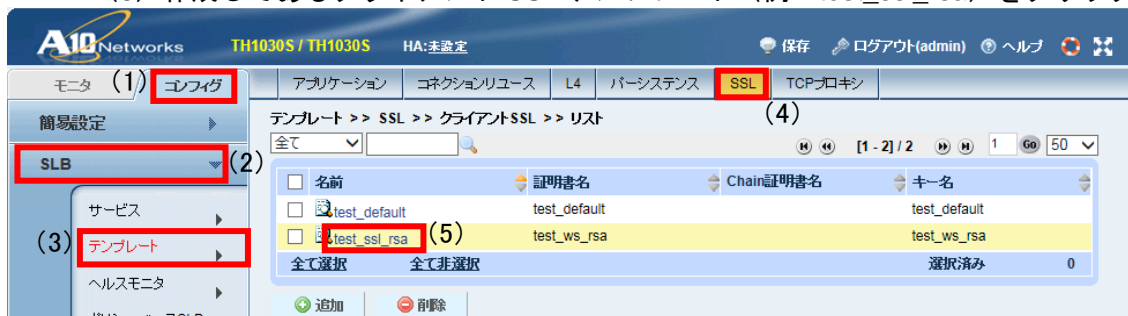 A10 Networks TH1030S / TH1030S HA:未設定 保存 ログアウト(admin) ヘルプ
モニタ (1) コンフィグ アプリケーション コネクションリユース L4 パーシステンス SSL TCPプロキシ
(4)
簡易設定
テンプレート >> SSL >> クライアントSSL >> リスト
全て [1 - 2] / 2 1 GO 50
SLB (2)
名前 証明書名 Chain証明書名 キー名
サービス
test_default test_default test_default
(3) テンプレート
test_ssl_rsa (5) test_ws_rsa test_ws_rsa
全て選択 全て非選択 選択済み 0
ヘルスモニタ
追加 削除